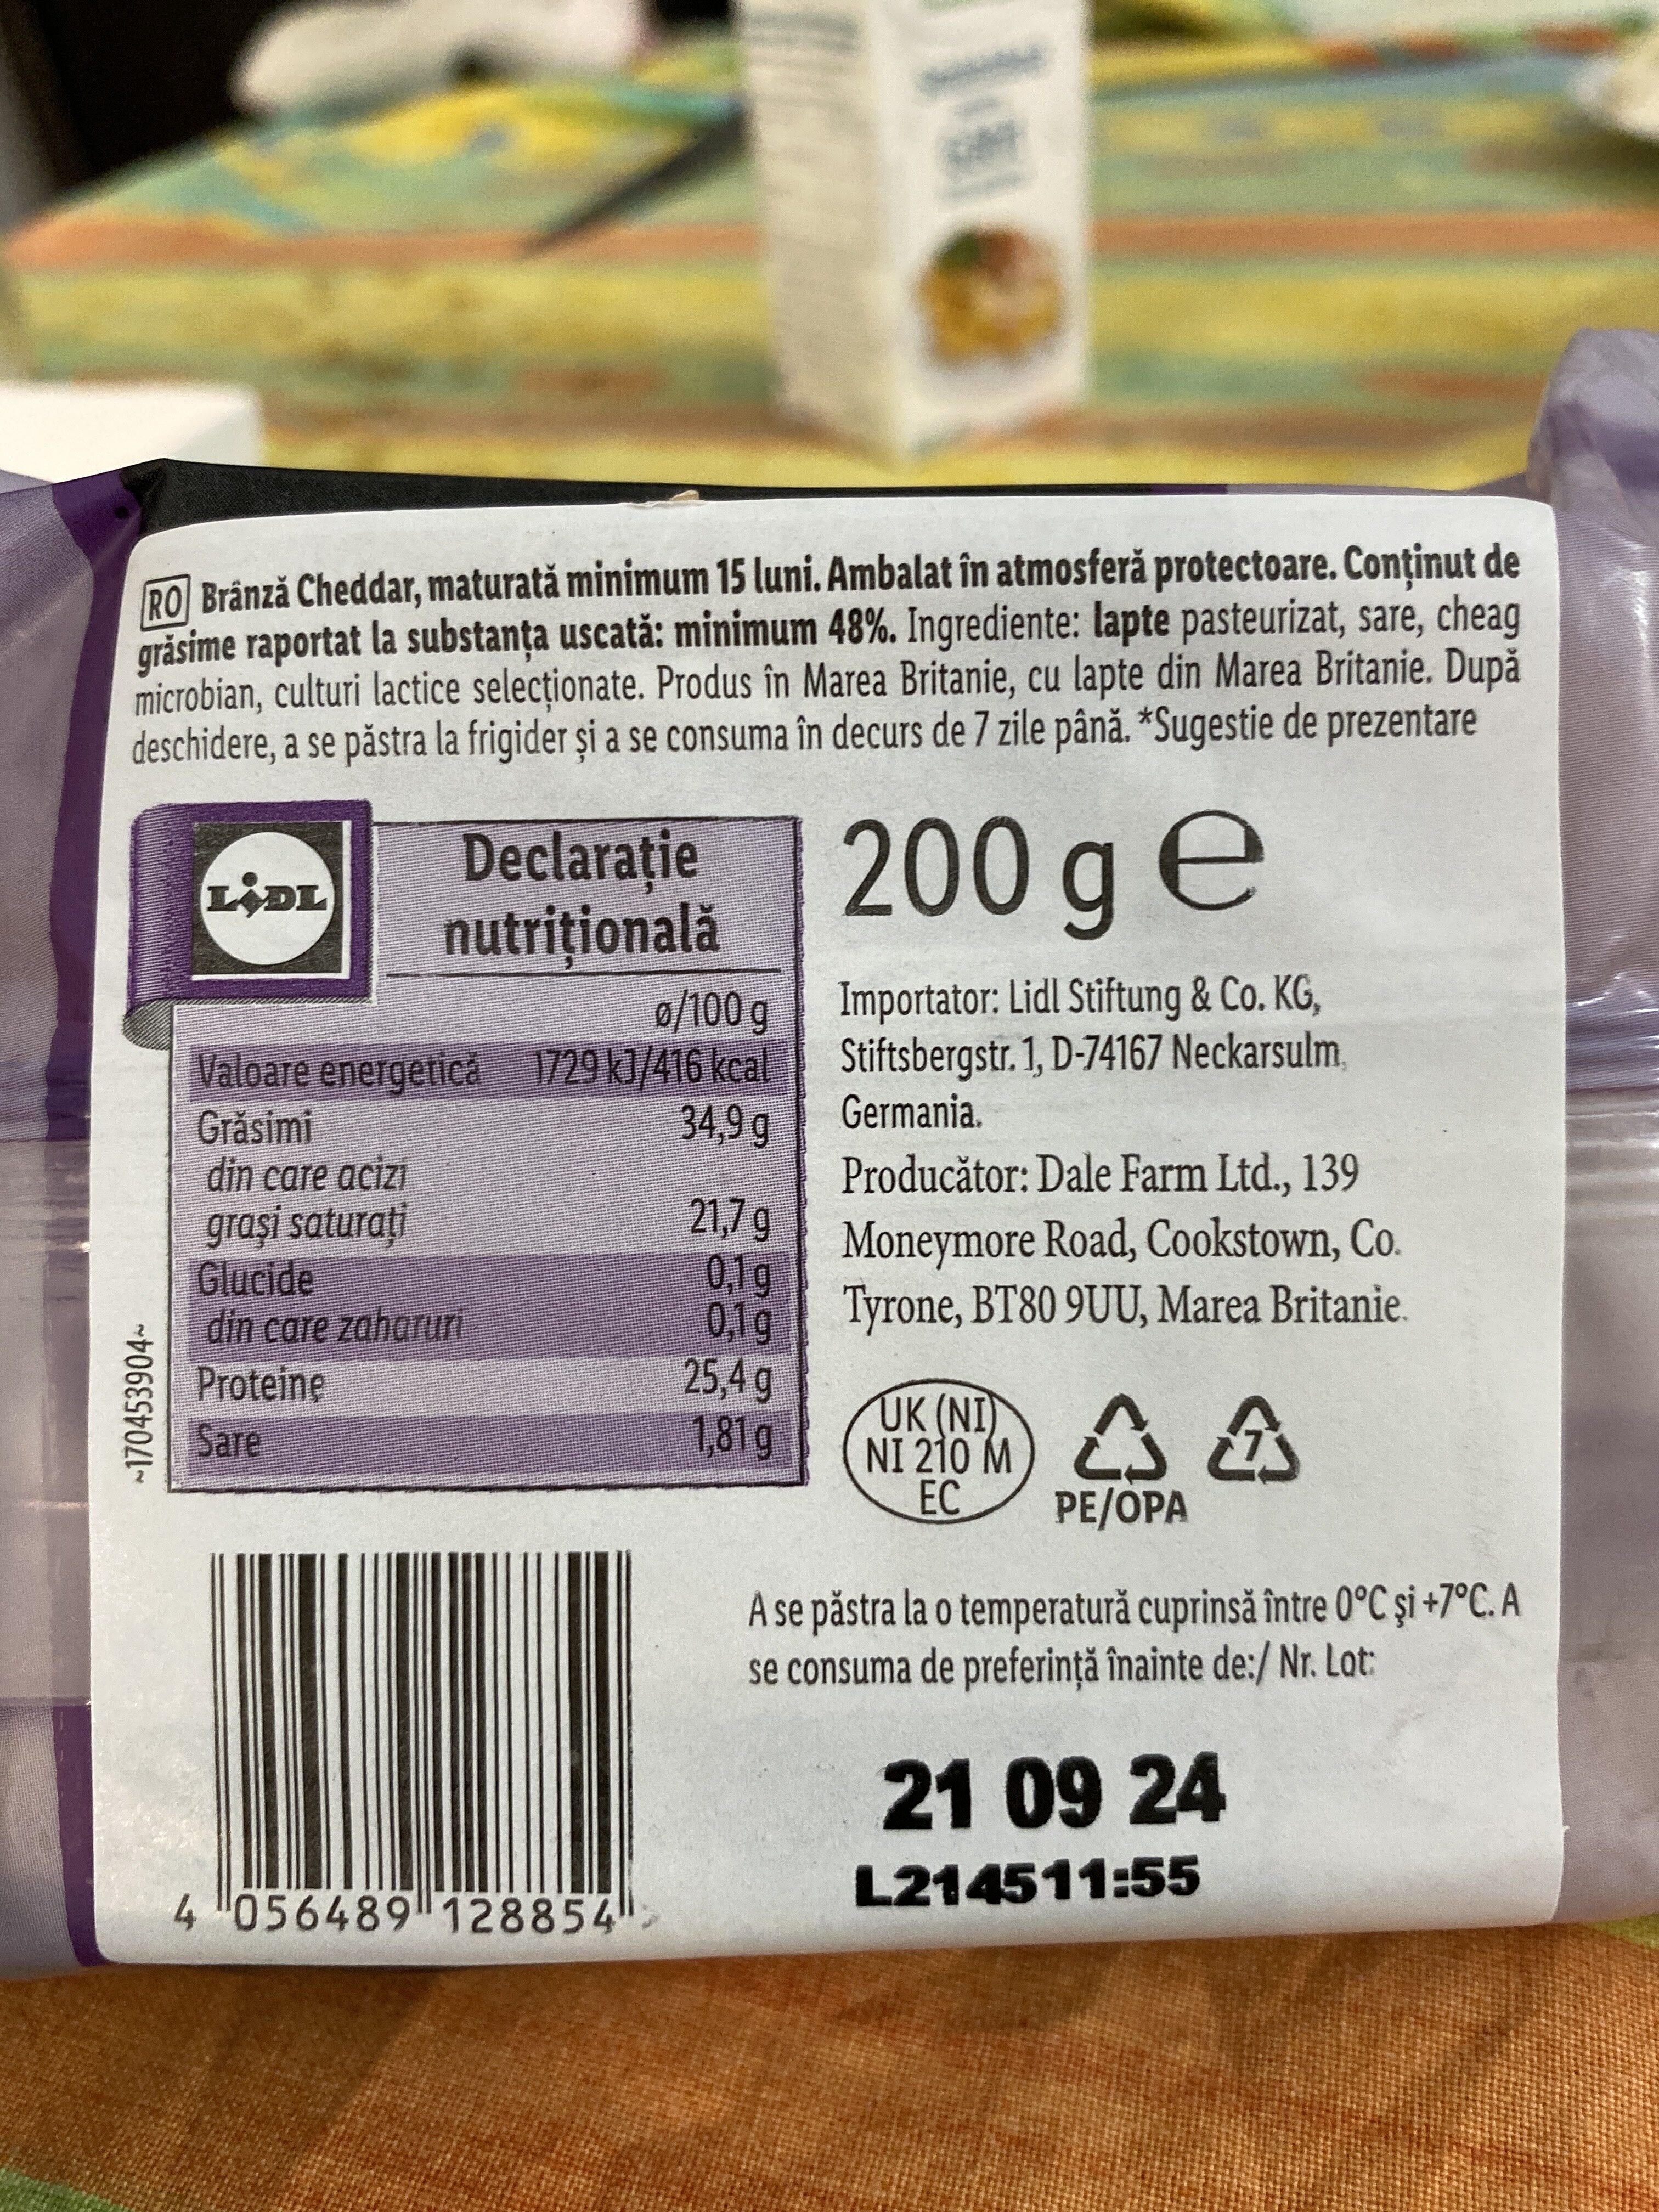 RO Brânză Cheddar, maturată minimum 15 luni. Ambalat în atmosferă protectoare. Conținut de
grăsime raportat la substanța uscată: minimum 48%. Ingrediente: lapte pasteurizat, sare, cheag
microbian, culturi lactice selecționate. Produs în Marea Britanie, cu lapte din Marea Britanie. După
deschidere, a se păstra la frigider și a se consuma în decurs de 7 zile până. *Sugestie de prezentare
LIDL
Declarație
nutrițională
ø/100 g
Valoare energetică 1729 kJ/416 kcal
Grăsimi 34,9 g
din care acizi
grași saturați 21,7 g
Glucide 0,1 g
din care zaharuri 0,1 g
Proteine 25,4 g
Sare 1,81 g
~170453904~
200 g e
Importator: Lidl Stiftung & Co. KG,
Stiftsbergstr. 1, D-74167 Neckarsulm,
Germania.
Producător: Dale Farm Ltd., 139
Moneymore Road, Cookstown, Co.
Tyrone, BT80 9UU, Marea Britanie.
UK (NI)
NI 210 M
EC
PE/OPA
7
A se păstra la o temperatură cuprinsă între 0°C și +7°C. A
se consuma de preferință înainte de:/ Nr. Lot:
21 09 24
L214511:55
4 056489 128854